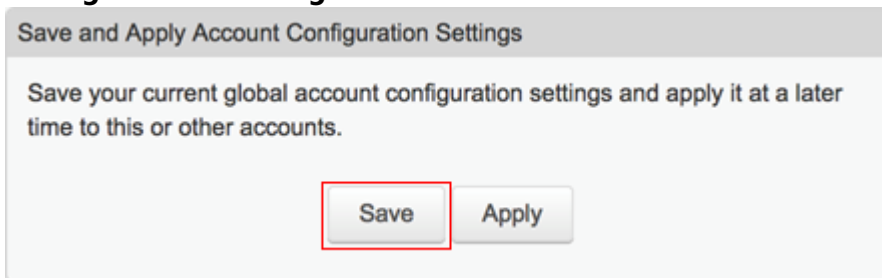 Save and Apply Account Configuration Settings
Save your current global account configuration settings and apply it at a later
time to this or other accounts.
Save Apply